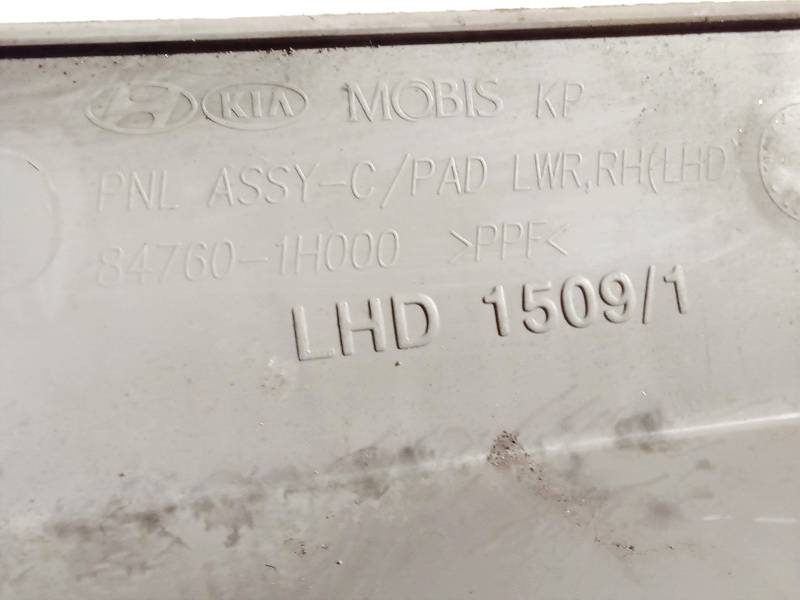 KIA MOBIS KP
PNL ASSY-C/PAD LWR,RH(LHD
84760-1H000 >PPF<
LHD 1509/1